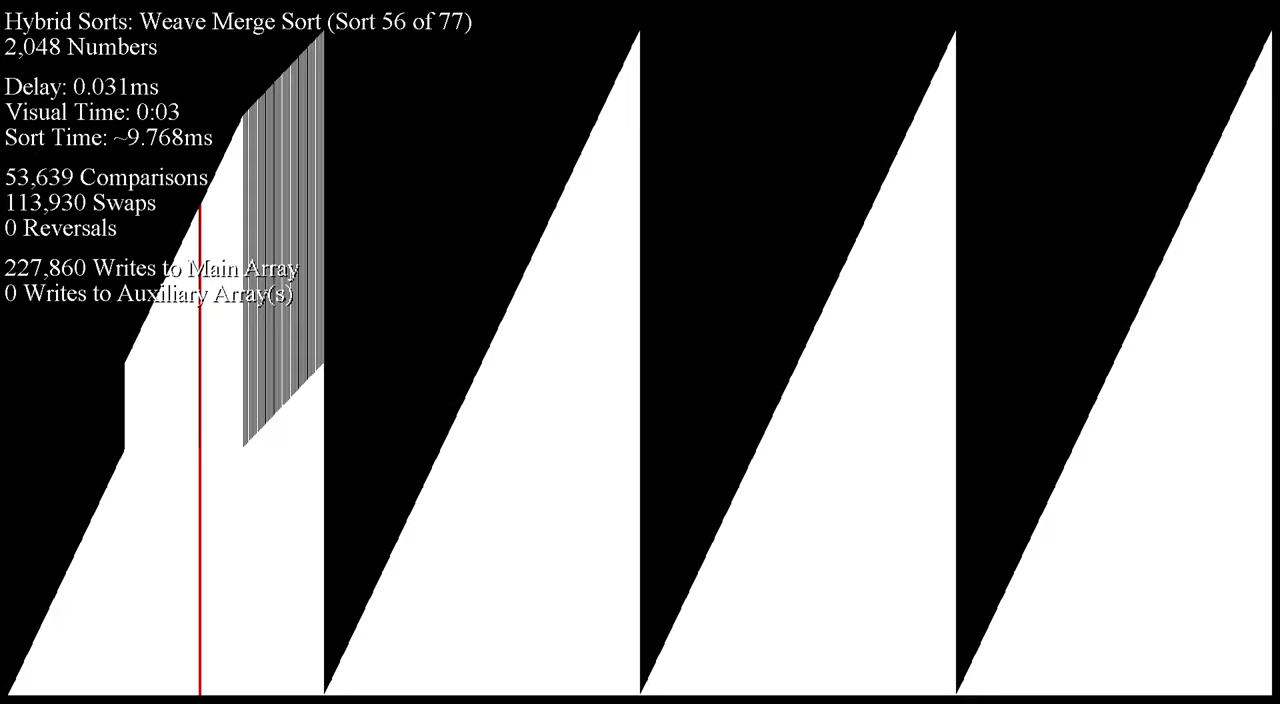 Hybrid Sorts: Weave Merge Sort (Sort 56 of 77)
2,048 Numbers
Delay: 0.031ms
Visual Time: 0:03
Sort Time: ~9.768ms
53,639 Comparisons
113,930 Swaps
0 Reversals
227,860 Writes to Main Array
0 Writes to Auxiliary Array(s)